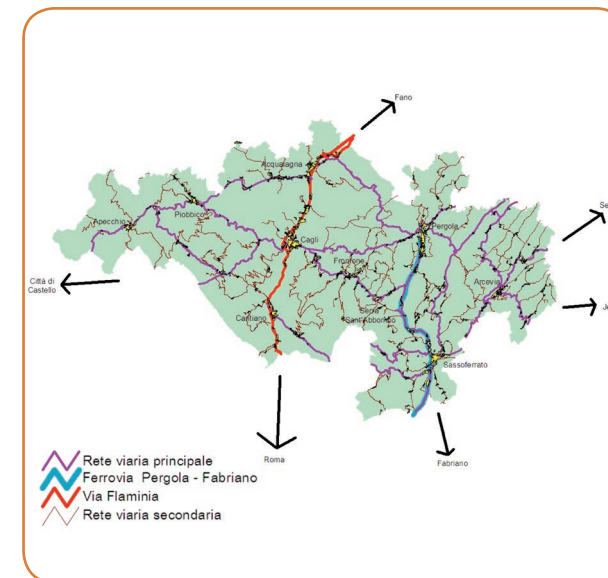 Fano
Acqualagna
Piobbico
Apecchio
Pergola
Cagli
Frontone
Arcevia
Città di
Castello
Serra
Sant'Abbondio
Cantiano
Sassoferrato
Roma
Fabriano
Rete viaria principale
Ferrovia Pergola - Fabriano
Via Flaminia
Rete viaria secondaria